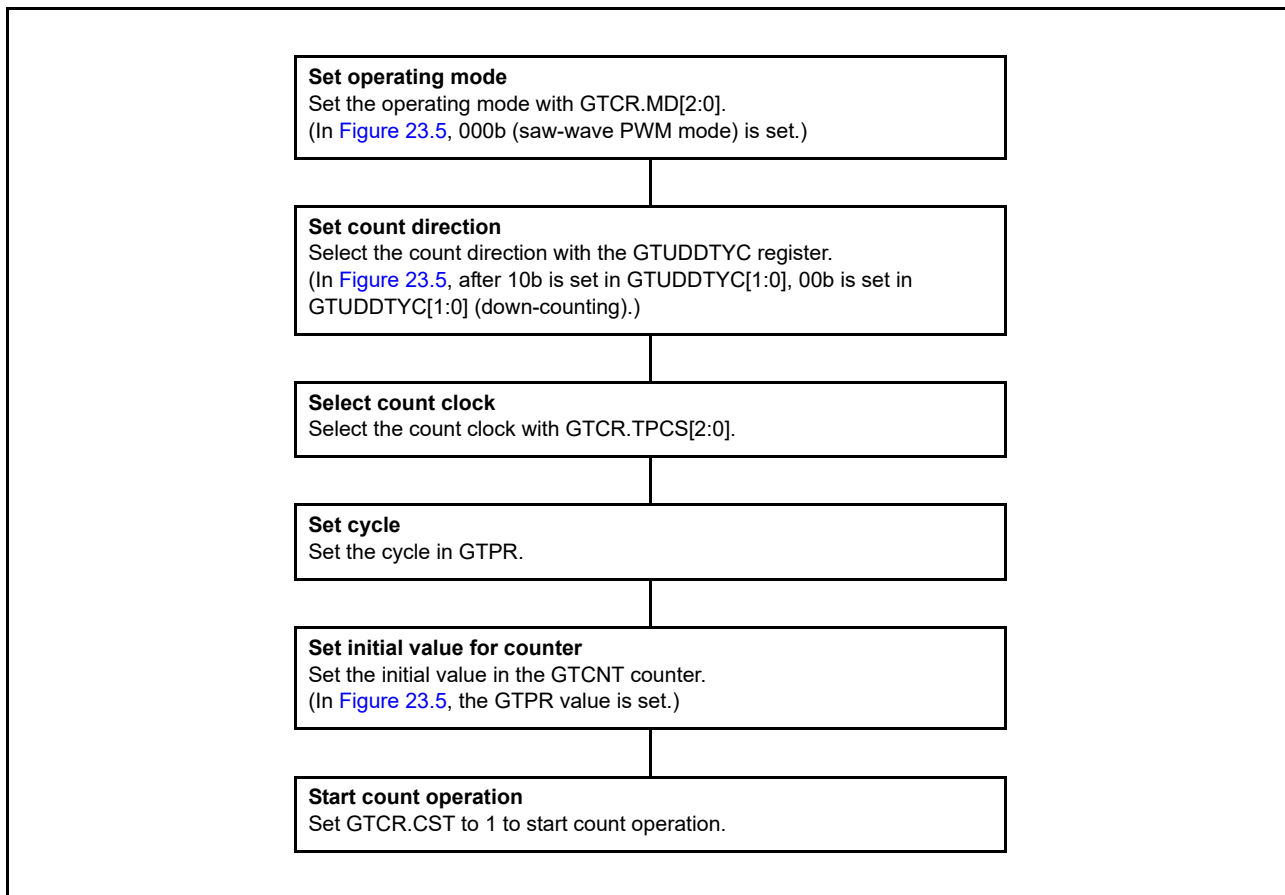 Set operating mode
Set the operating mode with GTCR.MD[2:0].
(In Figure 23.5, 000b (saw-wave PWM mode) is set.)
Set count direction
Select the count direction with the GTUDDTYC register.
(In Figure 23.5, after 10b is set in GTUDDTYC[1:0], 00b is set in
GTUDDTYC[1:0] (down-counting).)
Select count clock
Select the count clock with GTCR.TPCS[2:0].
Set cycle
Set the cycle in GTPR.
Set initial value for counter
Set the initial value in the GTCNT counter.
(In Figure 23.5, the GTPR value is set.)
Start count operation
Set GTCR.CST to 1 to start count operation.